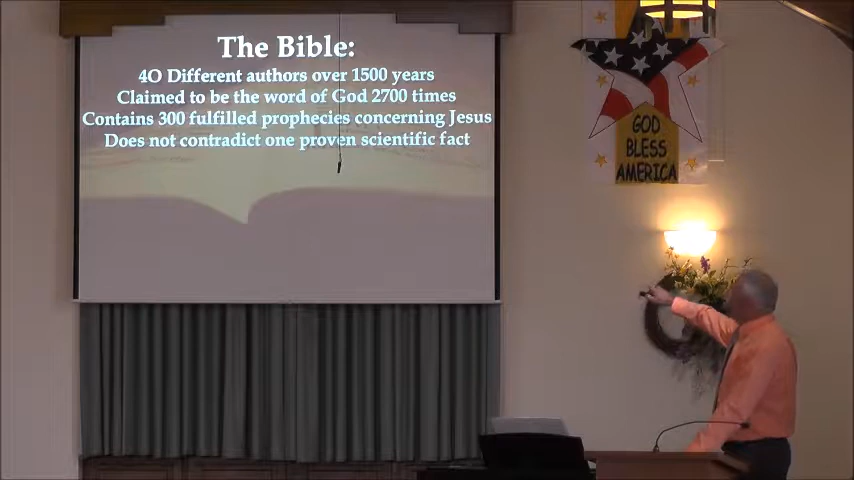 The Bible:
4O Different authors over 1500 years
Claimed to be the word of God 2700 times
Contains 300 fulfilled prophecies concerning Jesus
Does not contradict one proven scientific fact
GOD
BLESS
AMERICA